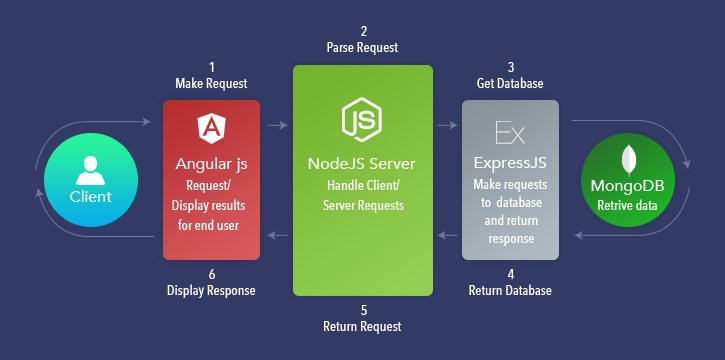 2
Parse Request
1
Make Request
3
Get Database
JS
Ex
Angular js
Request/
Display results
for end user
NodeJS Server
Handle Client/
Server Requests
ExpressJS
Make requests
to database
and return
response
Client
MongoDB
Retrive data
6
Display Response
4
Return Database
5
Return Request